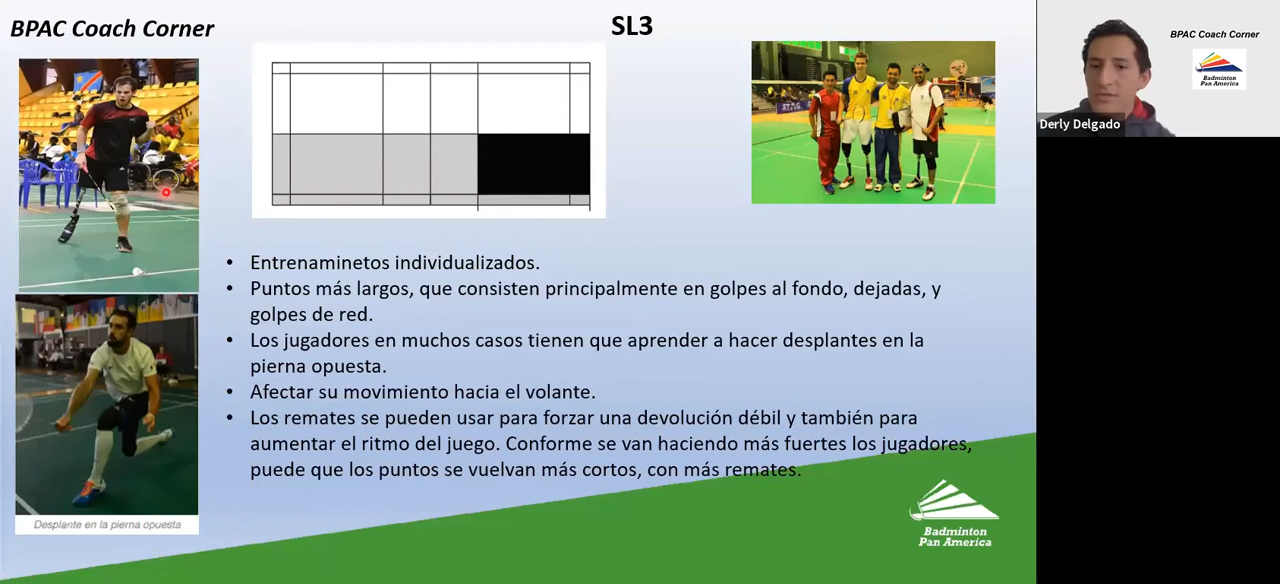 BPAC Coach Corner
SL3
• Entrenaminetos individualizados.
• Puntos más largos, que consisten principalmente en golpes al fondo, dejadas, y
golpes de red.
• Los jugadores en muchos casos tienen que aprender a hacer desplantes en la
pierna opuesta.
• Afectar su movimiento hacia el volante.
• Los remates se pueden usar para forzar una devolución débil y también para
aumentar el ritmo del juego. Conforme se van haciendo más fuertes los jugadores,
puede que los puntos se vuelvan más cortos, con más remates.
Desplante en la pierna opuesta
Badminton
Pan America
BPAC Coach Corner
Badminton
Pan America
Derly Delgado